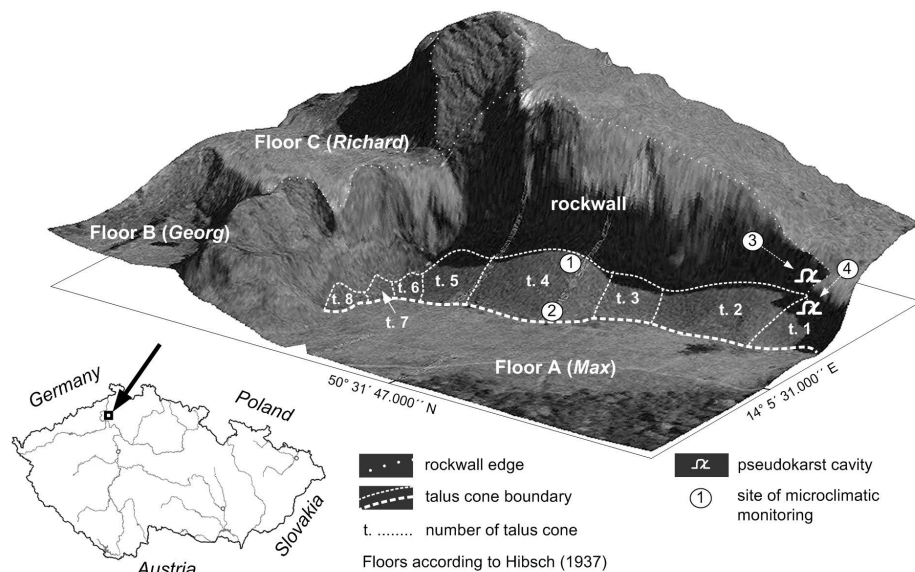 Floor C (Richard)
rockwall
Floor B (Georg)
3
4
1
2
t. 8
t. 7
t. 6
t. 5
t. 4
t. 3
t. 2
t. 1
Floor A (Max)
50° 31´ 47.000´´ N
14° 5´ 31.000´´ E
Germany
Poland
Slovakia
Austria
rockwall edge
talus cone boundary
t. ........ number of talus cone
Floors according to Hibsch (1937)
pseudokarst cavity
1 site of microclimatic
monitoring